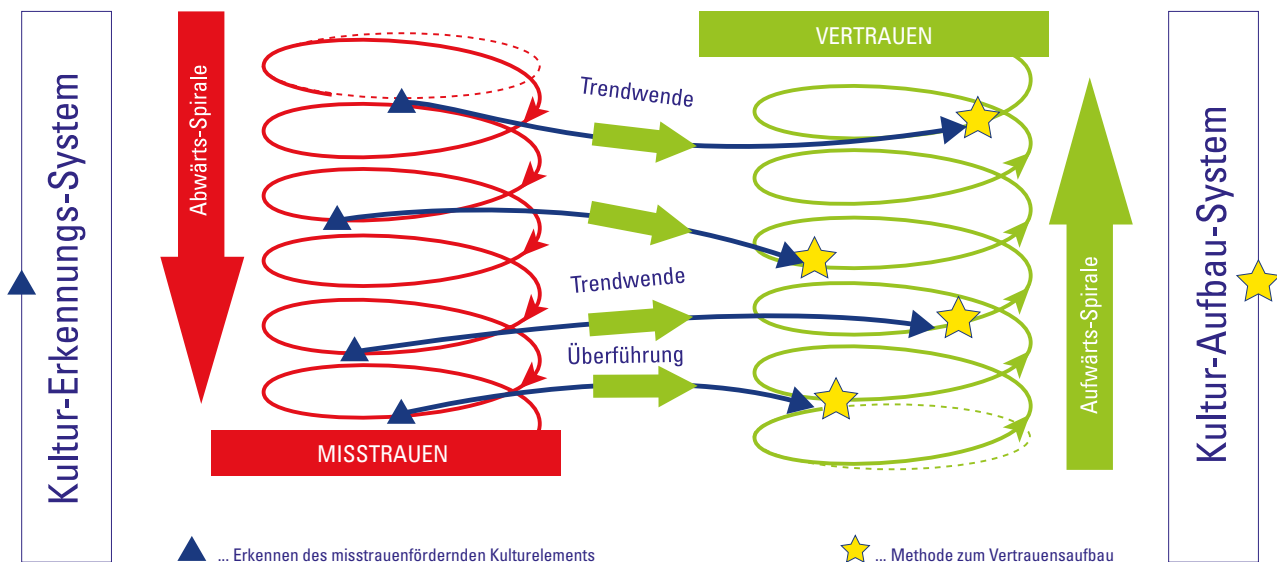 Kultur-Erkennungs-System
Abwärts-Spirale
MISSTRAUEN
Trendwende
Trendwende
Überführung
VERTRAUEN
Aufwärts-Spirale
Kultur-Aufbau-System
... Erkennen des misstrauenfördernden Kulturelements
... Methode zum Vertrauensaufbau